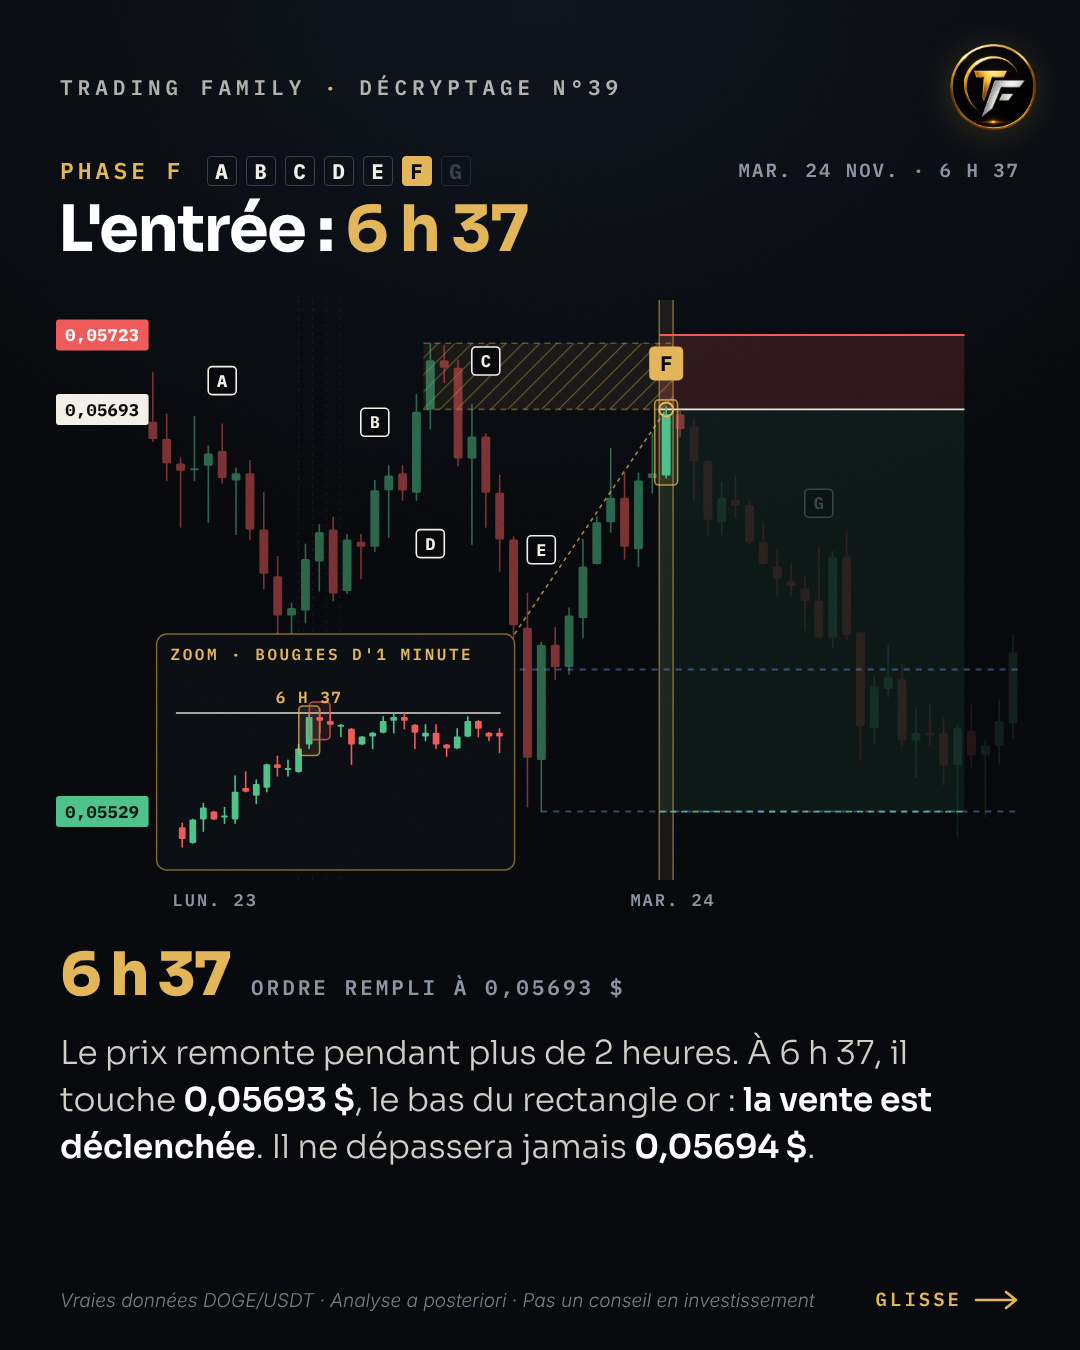 TRADING FAMILY · DÉCRYPTAGE N°39
TF
PHASE F A B C D E F G
MAR. 24 NOV. · 6 H 37
L'entrée : 6 h 37
0,05723
0,05693
A
B
C
D
E
F
G
ZOOM · BOUGIES D'1 MINUTE
6 H 37
0,05529
LUN. 23
MAR. 24
6 h 37 ORDRE REMPLI À 0,05693 $
Le prix remonte pendant plus de 2 heures. À 6 h 37, il
touche 0,05693 $, le bas du rectangle or : la vente est
déclenchée. Il ne dépassera jamais 0,05694 $.
Vraies données DOGE/USDT · Analyse a posteriori · Pas un conseil en investissement
GLISSE